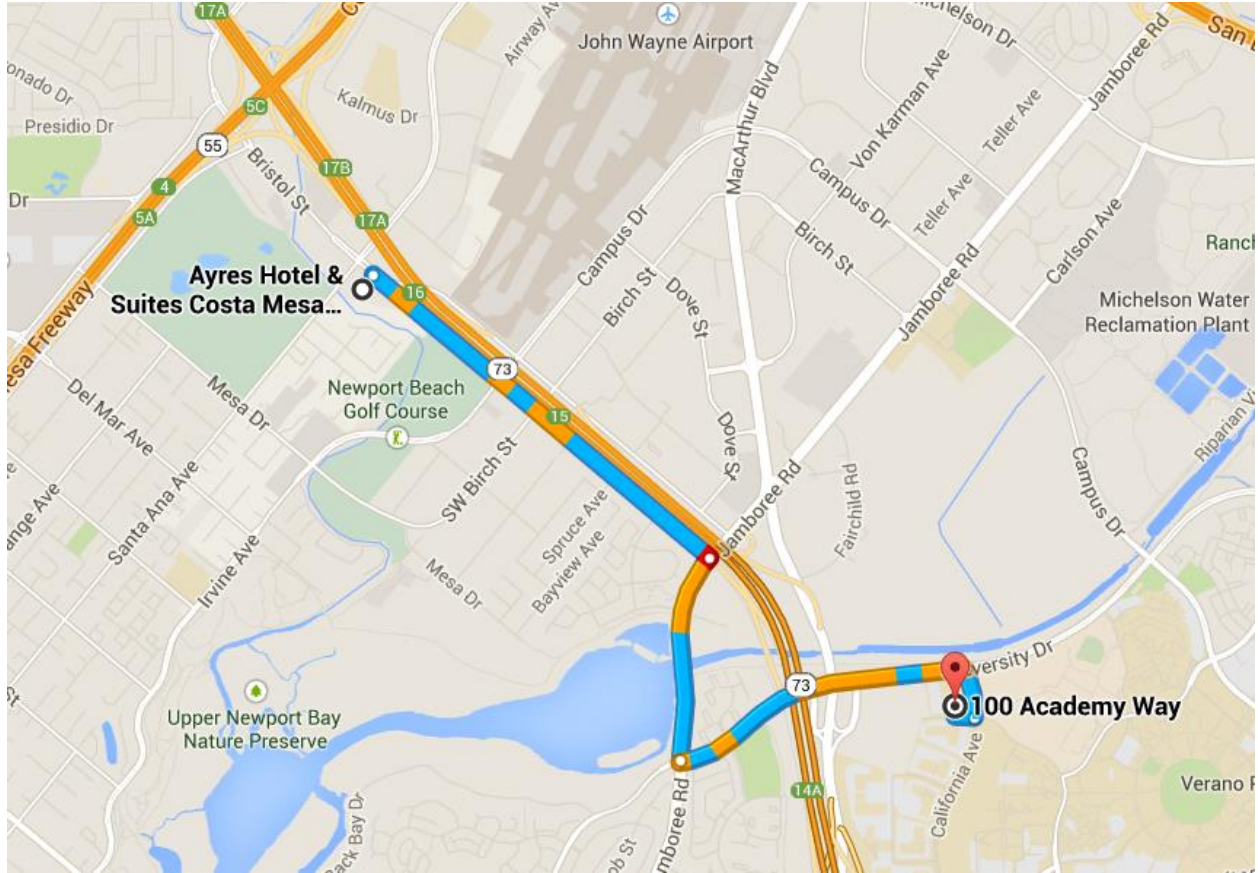 17A
John Wayne Airport
Airway Av
Michelson Dr
Jamboree Rd
San
onado Dr
Presidio Dr
5C
55
Kalmus Dr
MacArthur Blvd
Von Karman Ave
Teller Ave
Bristol St
17B
4
Dr
5A
17A
Campus Dr
Teller Ave
Carlson Ave
Birch St
Campus Dr
Birch St
Dove St
Jamboree Rd
Ranch
Ayres Hotel &
Suites Costa Mesa...
16
Michelson Water
Reclamation Plant
esa Freeway
73
Newport Beach
Golf Course
15
Mesa Dr
Del Mar Ave
Santa Ana Ave
SW Birch St
Dove St
Riparian Vi
Campus Dr
ange Ave
Irvine Ave
Spruce Ave
Bayview Ave
Mesa Dr
Jamboree Rd
Fairchild Rd
versity Dr
73
100 Academy Way
St
Upper Newport Bay
Nature Preserve
14A
California Ave
Verano P
Back Bay Dr
mboree Rd
ob St